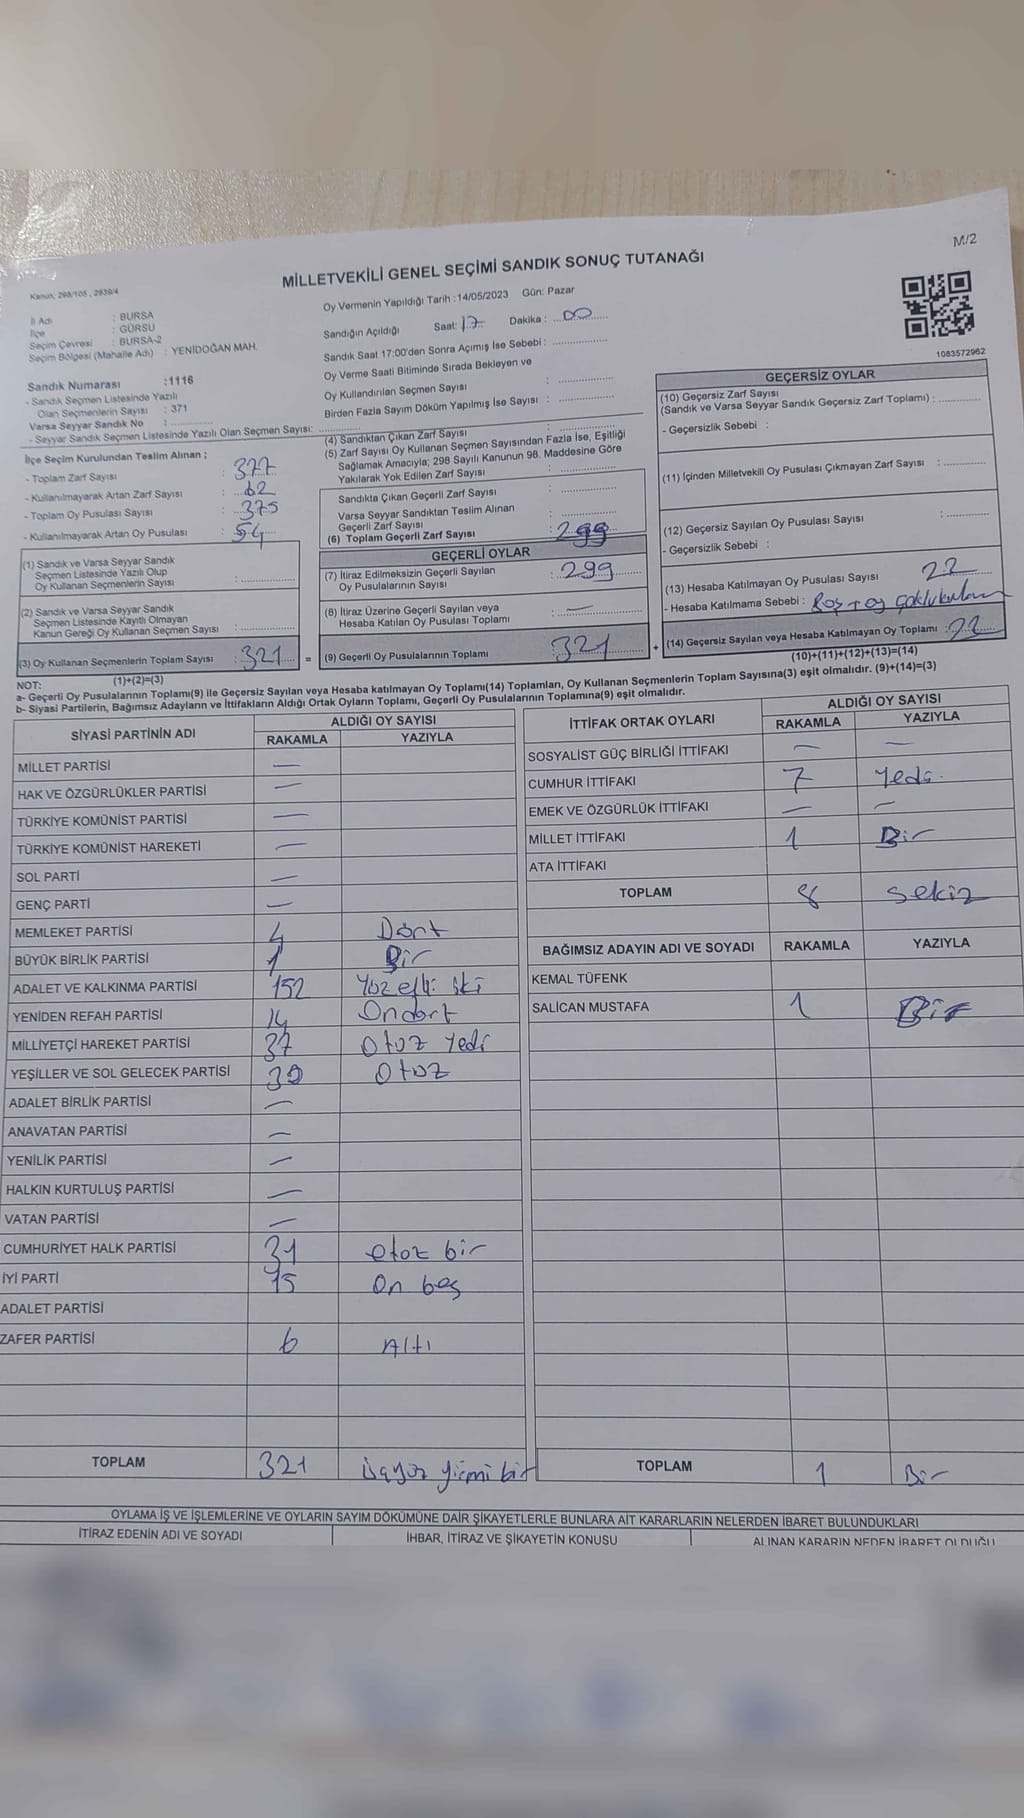 M/2
MİLLETVEKİLİ GENEL SEÇİMİ SANDIK SONUÇ TUTANAĞI
Kanun; 298/105 , 2839/4
İl Adı : BURSA
İlçe : GÜRSU
Seçim Çevresi : BURSA-2
Seçim Bölgesi (Mahalle Adı) : YENİDOĞAN MAH.
Sandık Numarası :1116
- Sandık Seçmen Listesinde Yazılı
Olan Seçmenlerin Sayısı : 371
Varsa Seyyar Sandık No :
- Seyyar Sandık Seçmen Listesinde Yazılı Olan Seçmen Sayısı:
Oy Vermenin Yapıldığı Tarih :14/05/2023 Gün: Pazar
Sandığın Açıldığı Saat: 17 Dakika : 00
Sandık Saat 17:00'den Sonra Açımış İse Sebebi :
Oy Verme Saati Bitiminde Sırada Bekleyen ve
Oy Kullandırılan Seçmen Sayısı :
Birden Fazla Sayım Döküm Yapılmış İse Sayısı :
1083572962
İlçe Seçim Kurulundan Teslim Alınan ;
- Toplam Zarf Sayısı : 377
- Kullanılmayarak Artan Zarf Sayısı : 62
- Toplam Oy Pusulası Sayısı : 375
- Kullanılmayarak Artan Oy Pusulası : 54
(1) Sandık ve Varsa Seyyar Sandık
Seçmen Listesinde Yazılı Olup
Oy Kullanan Seçmenlerin Sayısı :
(2) Sandık ve Varsa Seyyar Sandık
Seçmen Listesinde Kayıtlı Olmayan
Kanun Gereği Oy Kullanan Seçmen Sayısı :
(3) Oy Kullanan Seçmenlerin Toplam Sayısı : 321 =
(1)+(2)=(3)
(4) Sandıktan Çıkan Zarf Sayısı :
(5) Zarf Sayısı Oy Kullanan Seçmen Sayısından Fazla İse, Eşitliği
Sağlamak Amacıyla; 298 Sayılı Kanunun 98. Maddesine Göre
Yakılarak Yok Edilen Zarf Sayısı :
Sandıkta Çıkan Geçerli Zarf Sayısı :
Varsa Seyyar Sandıktan Teslim Alınan
Geçerli Zarf Sayısı :
(6) Toplam Geçerli Zarf Sayısı : 299
GEÇERLİ OYLAR
(7) İtiraz Edilmeksizin Geçerli Sayılan
Oy Pusulalarının Sayısı : 299
(8) İtiraz Üzerine Geçerli Sayılan veya
Hesaba Katılan Oy Pusulası Toplamı : —
(9) Geçerli Oy Pusulalarının Toplamı 321 +
GEÇERSİZ OYLAR
(10) Geçersiz Zarf Sayısı
(Sandık ve Varsa Seyyar Sandık Geçersiz Zarf Toplamı) :
- Geçersizlik Sebebi :
(11) İçinden Milletvekili Oy Pusulası Çıkmayan Zarf Sayısı :
(12) Geçersiz Sayılan Oy Pusulası Sayısı :
- Geçersizlik Sebebi :
(13) Hesaba Katılmayan Oy Pusulası Sayısı 22
- Hesaba Katılmama Sebebi : Boş + oy
(14) Geçersiz Sayılan veya Hesaba Katılmayan Oy Toplamı : 22
(10)+(11)+(12)+(13)=(14)
NOT:
a- Geçerli Oy Pusulalarının Toplamı(9) ile Geçersiz Sayılan veya Hesaba katılmayan Oy Toplamı(14) Toplamları, Oy Kullanan Seçmenlerin Toplam Sayısına(3) eşit olmalıdır. (9)+(14)=(3)
b- Siyasi Partilerin, Bağımsız Adayların ve İttifakların Aldığı Ortak Oyların Toplamı, Geçerli Oy Pusulalarının Toplamına(9) eşit olmalıdır.
SİYASİ PARTİNİN ADI ALDIĞI OY SAYISI
RAKAMLA YAZIYLA
MİLLET PARTİSİ —
HAK VE ÖZGÜRLÜKLER PARTİSİ —
TÜRKİYE KOMÜNİST PARTİSİ —
TÜRKİYE KOMÜNİST HAREKETİ —
SOL PARTİ —
GENÇ PARTİ —
MEMLEKET PARTİSİ 4 Dört
BÜYÜK BİRLİK PARTİSİ 1 Bir
ADALET VE KALKINMA PARTİSİ 152 Yüz elli iki
YENİDEN REFAH PARTİSİ 14 Ondört
MİLLİYETÇİ HAREKET PARTİSİ 37 Otuz Yedi
YEŞİLLER VE SOL GELECEK PARTİSİ 30 Otuz
ADALET BİRLİK PARTİSİ —
ANAVATAN PARTİSİ —
YENİLİK PARTİSİ —
HALKIN KURTULUŞ PARTİSİ —
VATAN PARTİSİ —
CUMHURİYET HALK PARTİSİ 31 otuz bir
İYİ PARTİ 15 On beş
ADALET PARTİSİ
ZAFER PARTİSİ 6 Altı
TOPLAM 321 üçyüz yirmi bir
İTTİFAK ORTAK OYLARI ALDIĞI OY SAYISI
RAKAMLA YAZIYLA
SOSYALİST GÜÇ BİRLİĞİ İTTİFAKI — —
CUMHUR İTTİFAKI 7 Yedi.
EMEK VE ÖZGÜRLÜK İTTİFAKI — —
MİLLET İTTİFAKI 1 Bir
ATA İTTİFAKI
TOPLAM 8 Sekiz
BAĞIMSIZ ADAYIN ADI VE SOYADI RAKAMLA YAZIYLA
KEMAL TÜFENK
SALİCAN MUSTAFA 1 Bir
TOPLAM 1 Bir
OYLAMA İŞ VE İŞLEMLERİNE VE OYLARIN SAYIM DÖKÜMÜNE DAİR ŞİKAYETLERLE BUNLARA AİT KARARLARIN NELERDEN İBARET BULUNDUKLARI
İTİRAZ EDENİN ADI VE SOYADI İHBAR, İTİRAZ VE ŞİKAYETİN KONUSU ALINAN KARARIN NEDEN İBARET OLDUĞU